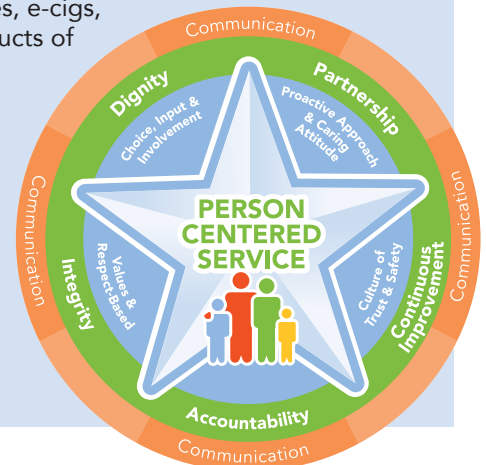 es, e-cigs,
ucts of
Communication
Dignity
Partnership
Choice, Input &
Involvement
Proactive Approach
& Caring
Attitude
Communication
Communication
PERSON
CENTERED
SERVICE
Values &
Respect-Based
Integrity
Culture of
Trust & Safety
Continuous
Improvement
Accountability
Communication